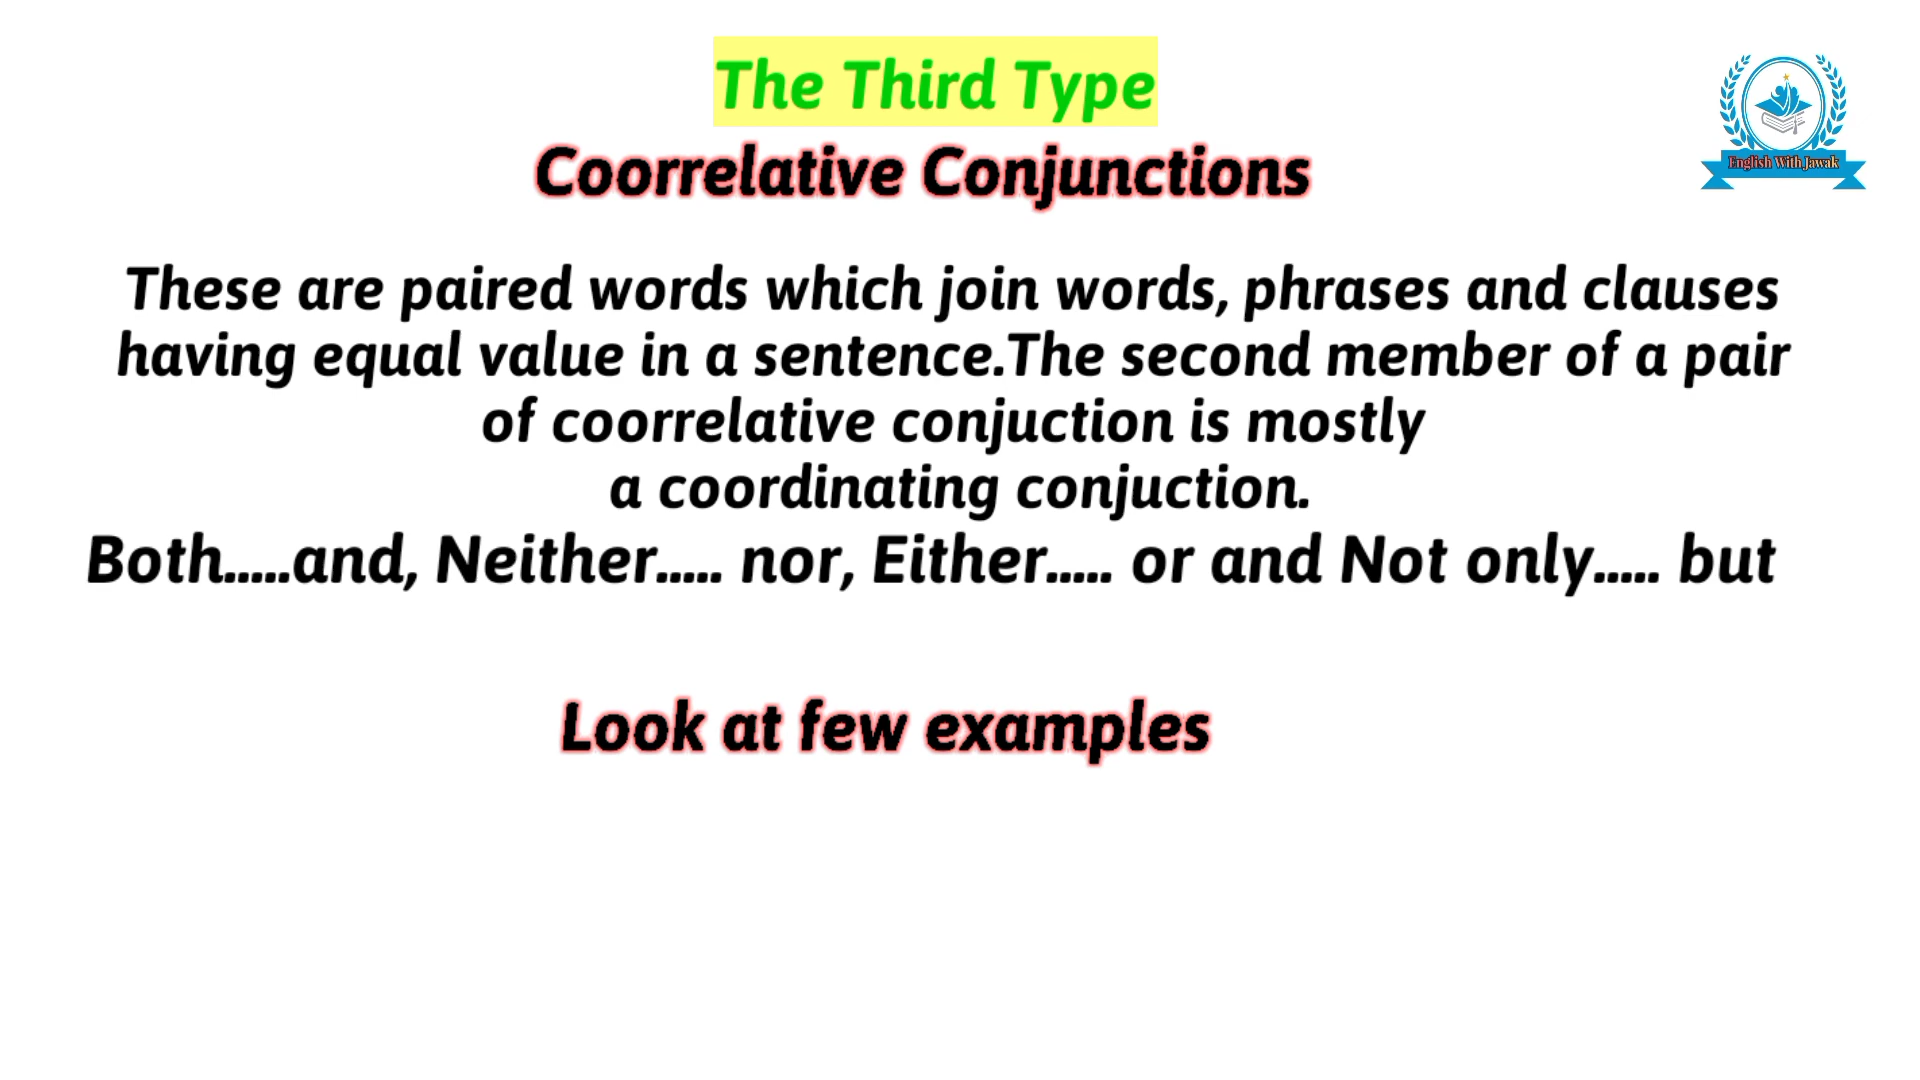 The Third Type
Coorrelative Conjunctions
English With Jawak
These are paired words which join words, phrases and clauses
having equal value in a sentence.The second member of a pair
of coorrelative conjuction is mostly
a coordinating conjuction.
Both.....and, Neither..... nor, Either..... or and Not only..... but
Look at few examples